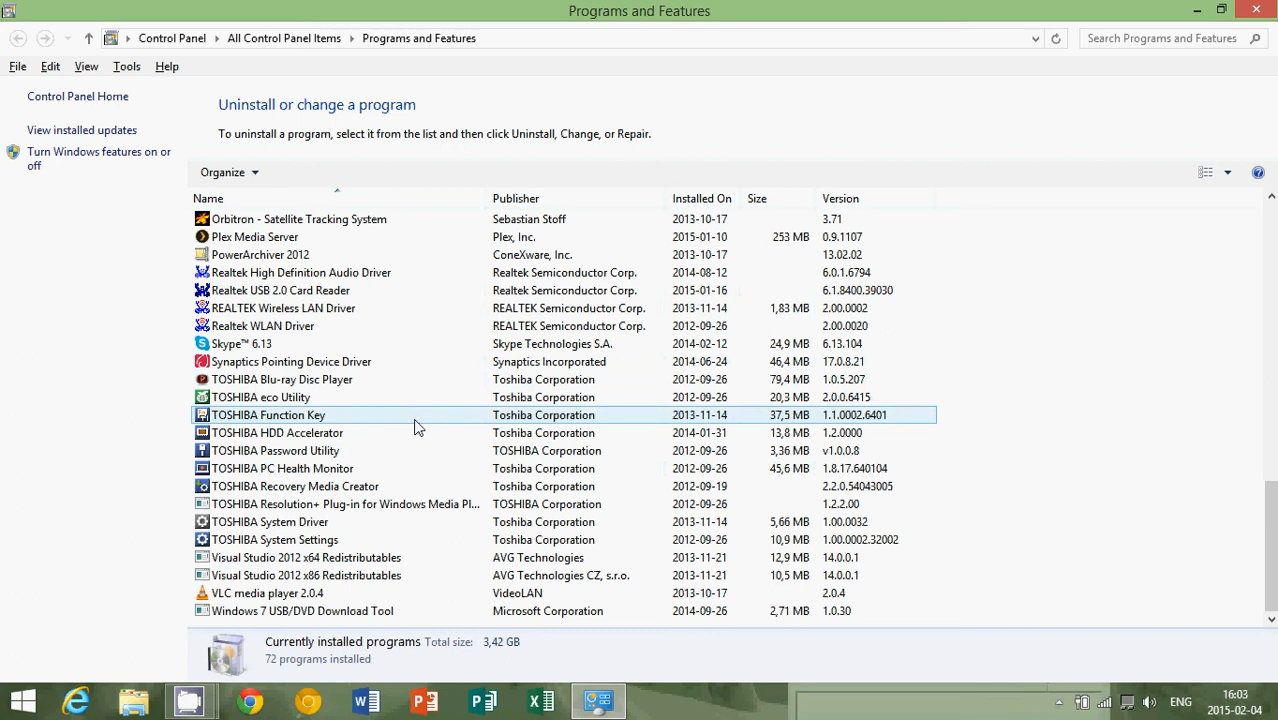 Programs and Features
Control Panel All Control Panel Items Programs and Features Search Programs and Features
File Edit View Tools Help
Control Panel Home
View installed updates
Turn Windows features on or
off
Uninstall or change a program
To uninstall a program, select it from the list and then click Uninstall, Change, or Repair.
Organize
Name Publisher Installed On Size Version
Orbitron - Satellite Tracking System Sebastian Stoff 2013-10-17 3.71
Plex Media Server Plex, Inc. 2015-01-10 253 MB 0.9.1107
PowerArchiver 2012 ConeXware, Inc. 2013-10-17 13.02.02
Realtek High Definition Audio Driver Realtek Semiconductor Corp. 2014-08-12 6.0.1.6794
Realtek USB 2.0 Card Reader Realtek Semiconductor Corp. 2015-01-16 6.1.8400.39030
REALTEK Wireless LAN Driver REALTEK Semiconductor Corp. 2013-11-14 1,83 MB 2.00.0002
Realtek WLAN Driver REALTEK Semiconductor Corp. 2012-09-26 2.00.0020
Skype™ 6.13 Skype Technologies S.A. 2014-02-12 24,9 MB 6.13.104
Synaptics Pointing Device Driver Synaptics Incorporated 2014-06-24 46,4 MB 17.0.8.21
TOSHIBA Blu-ray Disc Player Toshiba Corporation 2012-09-26 79,4 MB 1.0.5.207
TOSHIBA eco Utility Toshiba Corporation 2012-09-26 20,3 MB 2.0.0.6415
TOSHIBA Function Key Toshiba Corporation 2013-11-14 37,5 MB 1.1.0002.6401
TOSHIBA HDD Accelerator Toshiba Corporation 2014-01-31 13,8 MB 1.2.0000
TOSHIBA Password Utility TOSHIBA Corporation 2012-09-26 3,36 MB v1.0.0.8
TOSHIBA PC Health Monitor Toshiba Corporation 2012-09-26 45,6 MB 1.8.17.640104
TOSHIBA Recovery Media Creator Toshiba Corporation 2012-09-19 2.2.0.54043005
TOSHIBA Resolution+ Plug-in for Windows Media Pl... TOSHIBA Corporation 2012-09-26 1.2.2.00
TOSHIBA System Driver Toshiba Corporation 2013-11-14 5,66 MB 1.00.0032
TOSHIBA System Settings Toshiba Corporation 2012-09-26 10,9 MB 1.00.0002.32002
Visual Studio 2012 x64 Redistributables AVG Technologies 2013-11-21 12,9 MB 14.0.0.1
Visual Studio 2012 x86 Redistributables AVG Technologies CZ, s.r.o. 2013-11-21 10,5 MB 14.0.0.1
VLC media player 2.0.4 VideoLAN 2013-10-17 2.0.4
Windows 7 USB/DVD Download Tool Microsoft Corporation 2014-09-26 2,71 MB 1.0.30
Currently installed programs Total size: 3,42 GB
72 programs installed
ENG 16:03
2015-02-04